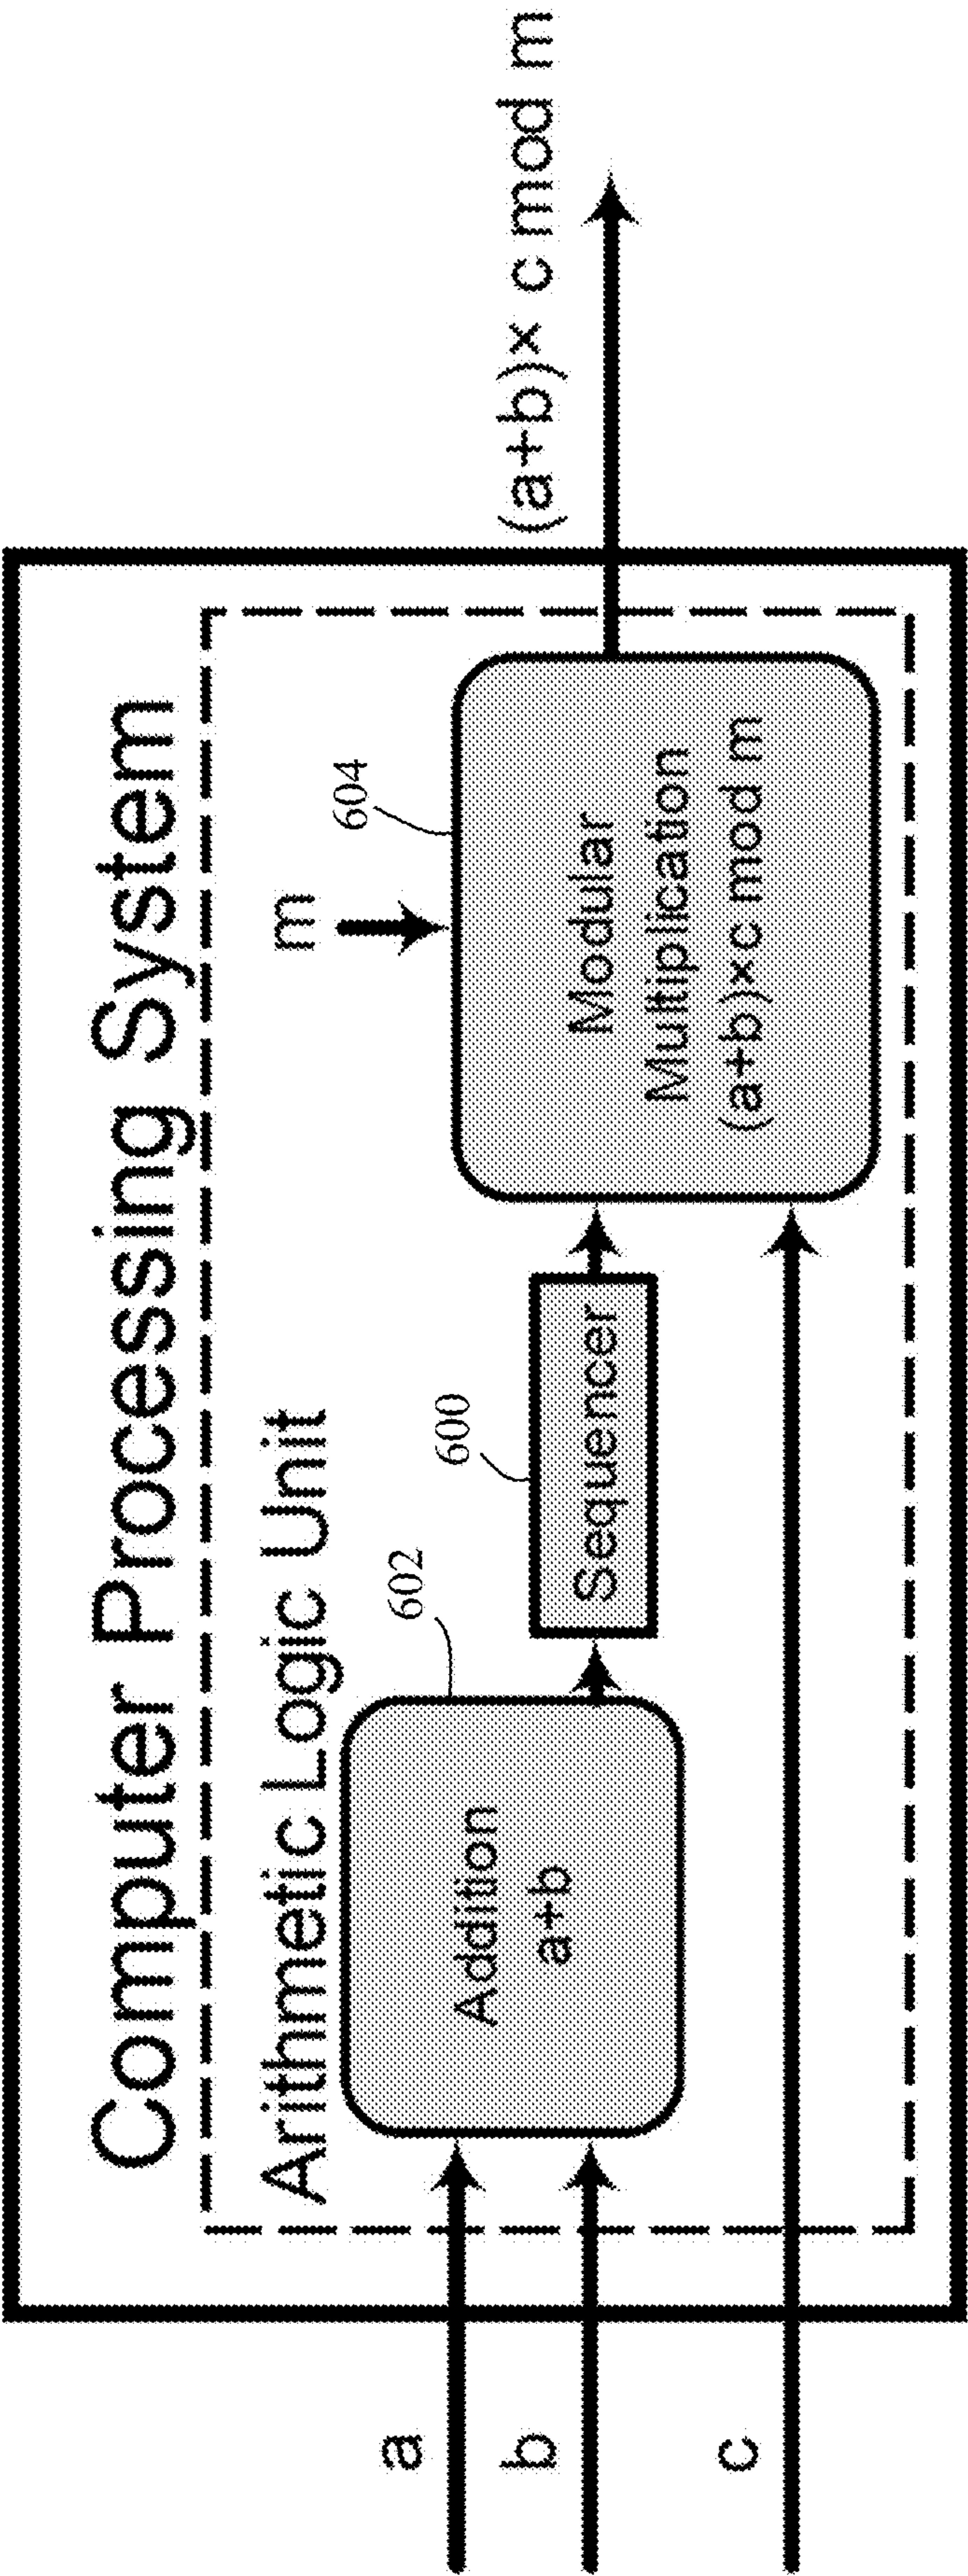 Computer Processing System
Arithmetic Logic Unit
a
b
c
Addition
a+b
602
Sequencer
600
m
604
Modular
Multiplication
(a+b)×c mod m
(a+b)× c mod m